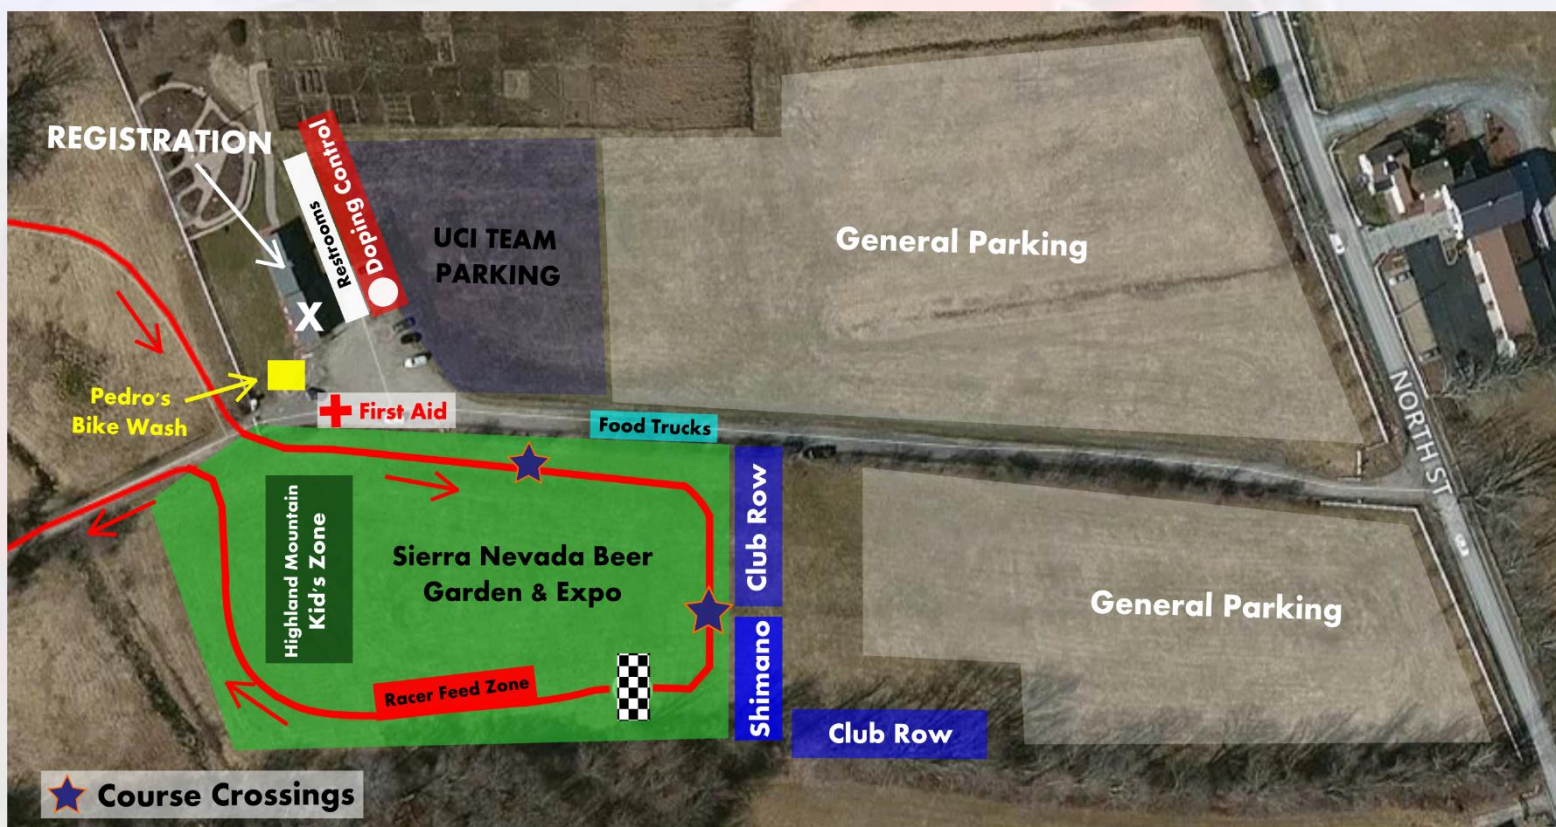 REGISTRATION
Restrooms
Doping Control
UCI TEAM
PARKING
General Parking
X
Pedro's
Bike Wash
First Aid
Food Trucks
NORTH ST
Highland Mountain
Kid's Zone
Sierra Nevada Beer
Garden & Expo
Club Row
General Parking
Racer Feed Zone
Shimano
Club Row
Course Crossings